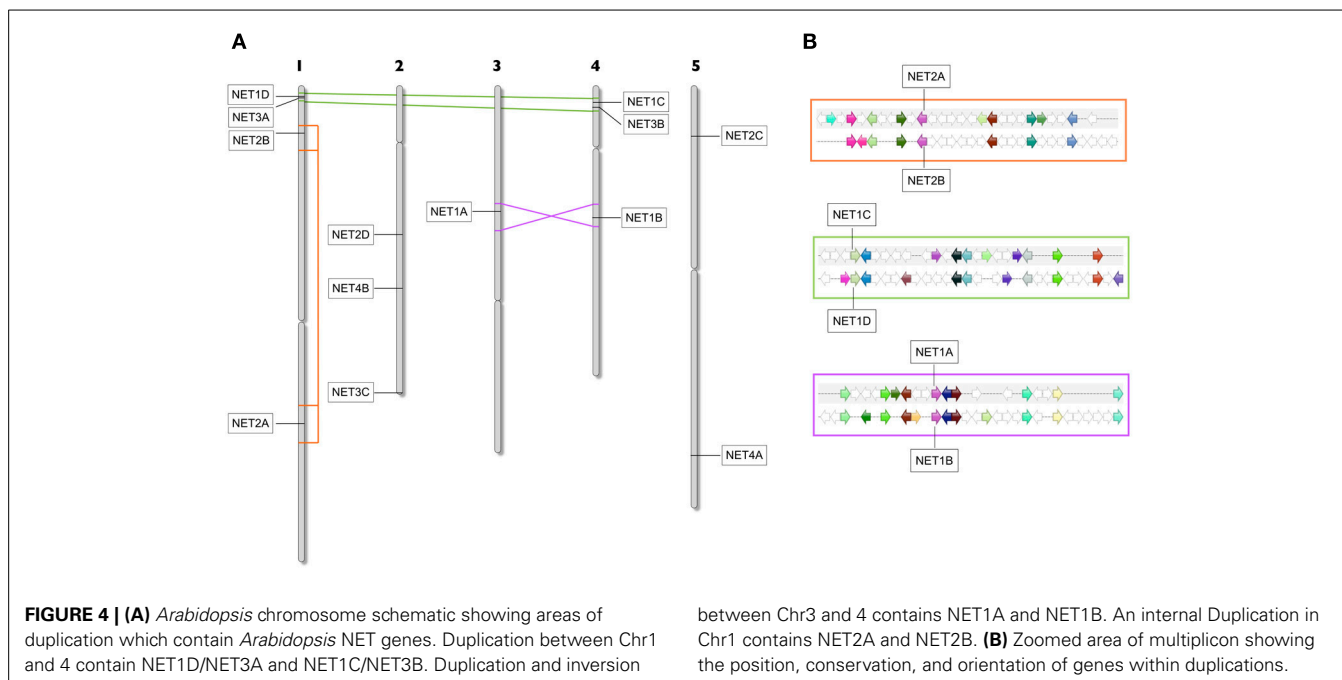 A
B
1
2
3
4
5
NET1D
NET3A
NET2B
NET2A
NET2D
NET4B
NET3C
NET1A
NET1C
NET3B
NET1B
NET2C
NET4A
NET2A
NET2B
NET1C
NET1D
NET1A
NET1B
FIGURE 4 | (A) Arabidopsis chromosome schematic showing areas of
duplication which contain Arabidopsis NET genes. Duplication between Chr1
and 4 contain NET1D/NET3A and NET1C/NET3B. Duplication and inversion
between Chr3 and 4 contains NET1A and NET1B. An internal Duplication in
Chr1 contains NET2A and NET2B. (B) Zoomed area of multiplicon showing
the position, conservation, and orientation of genes within duplications.